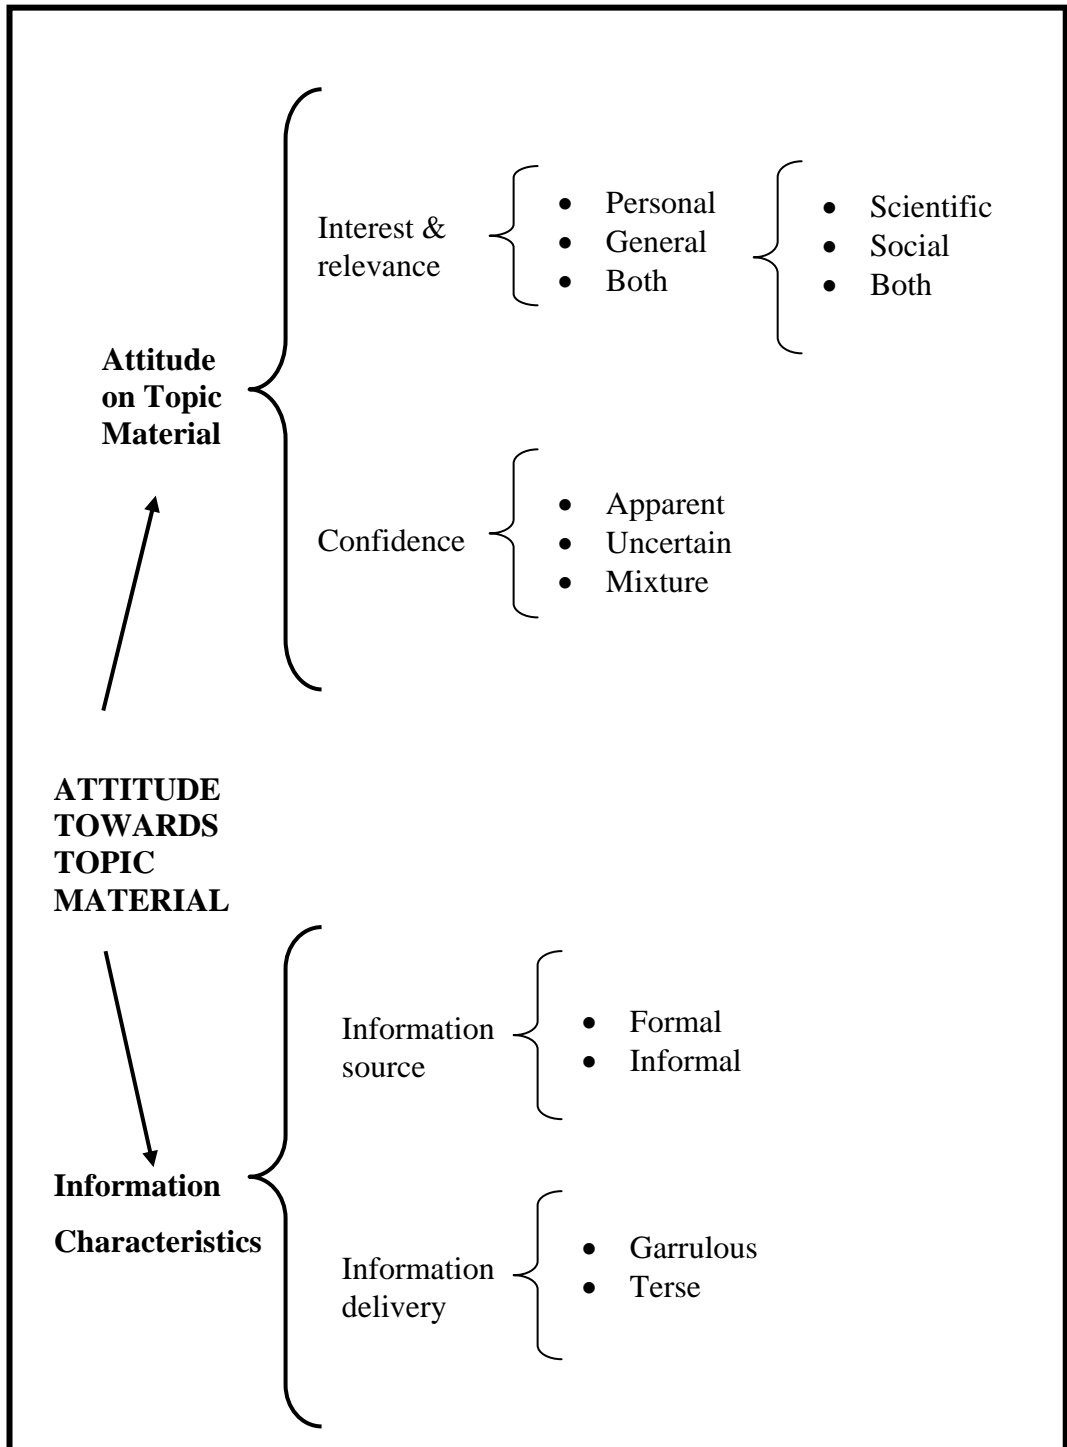 Interest &
relevance
• Personal
• General
• Both
• Scientific
• Social
• Both
Attitude
on Topic
Material
Confidence
• Apparent
• Uncertain
• Mixture
ATTITUDE
TOWARDS
TOPIC
MATERIAL
Information
source
• Formal
• Informal
Information
Characteristics
Information
delivery
• Garrulous
• Terse